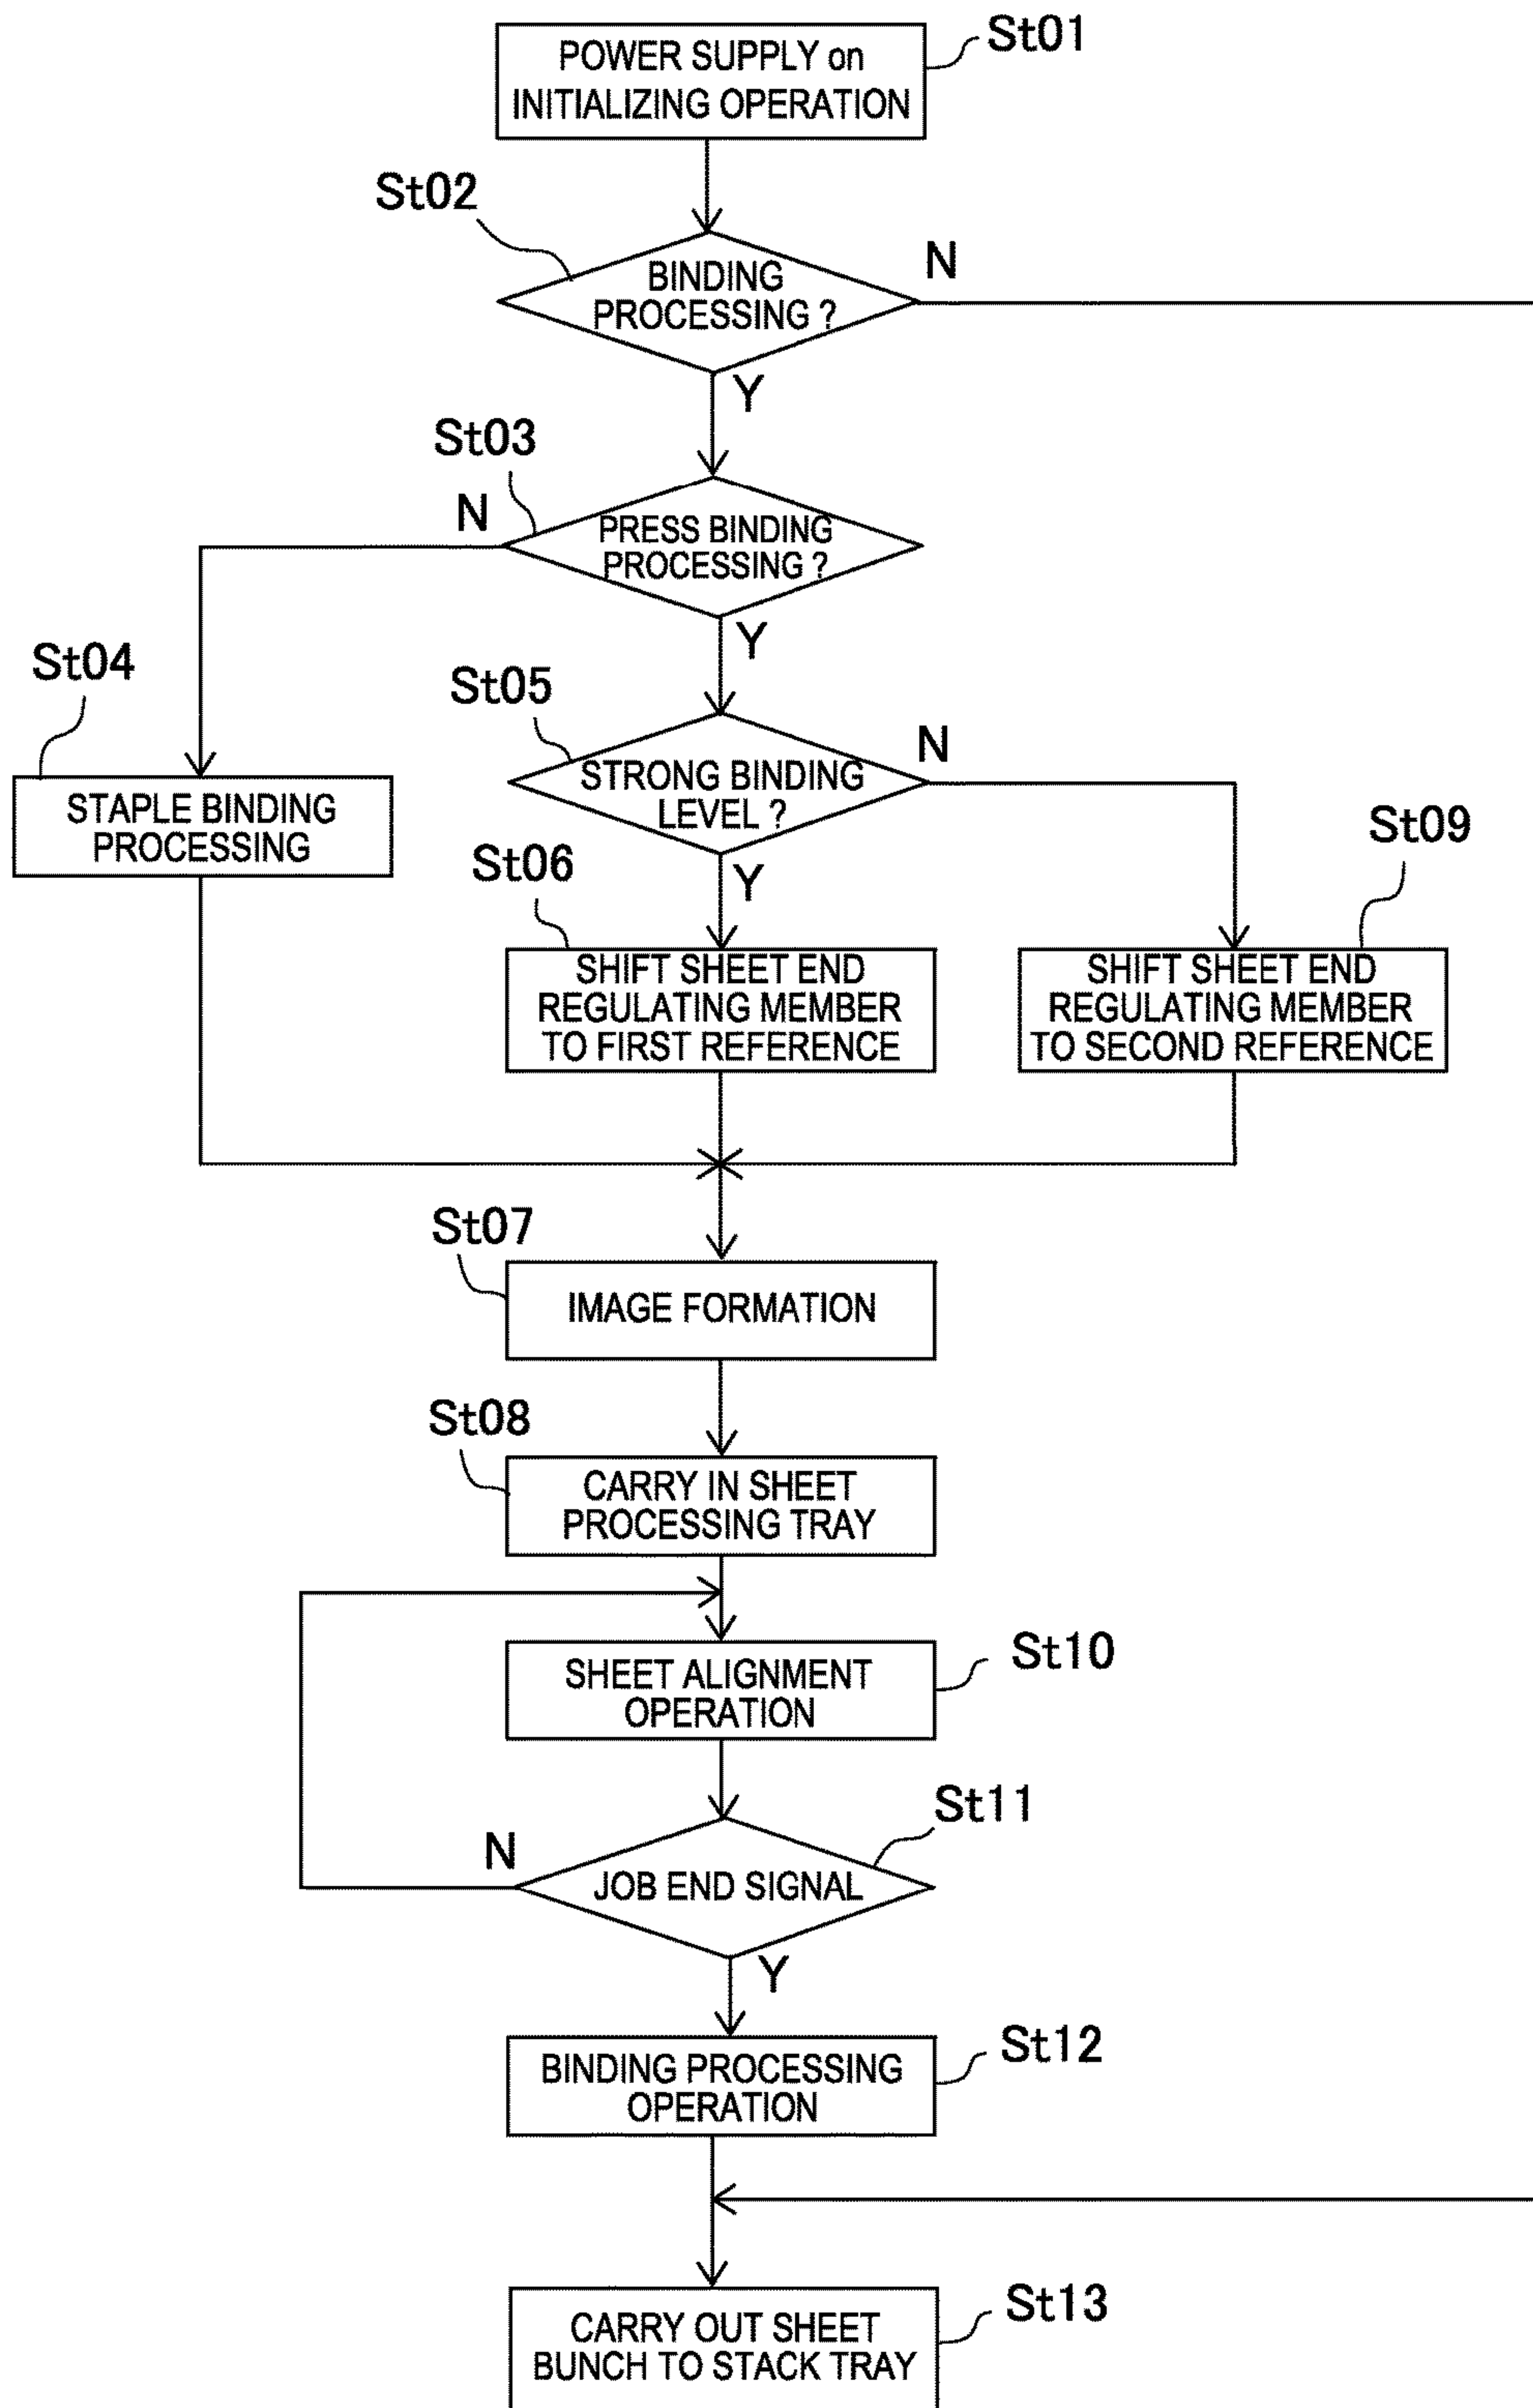 St01
POWER SUPPLY on
INITIALIZING OPERATION
St02
N
BINDING
PROCESSING ?
Y
St03
N
PRESS BINDING
PROCESSING ?
Y
St04
St05
N
STRONG BINDING
LEVEL ?
STAPLE BINDING
PROCESSING
St09
St06
Y
SHIFT SHEET END
REGULATING MEMBER
TO FIRST REFERENCE
SHIFT SHEET END
REGULATING MEMBER
TO SECOND REFERENCE
St07
IMAGE FORMATION
St08
CARRY IN SHEET
PROCESSING TRAY
St10
SHEET ALIGNMENT
OPERATION
St11
N
JOB END SIGNAL
Y
St12
BINDING PROCESSING
OPERATION
St13
CARRY OUT SHEET
BUNCH TO STACK TRAY